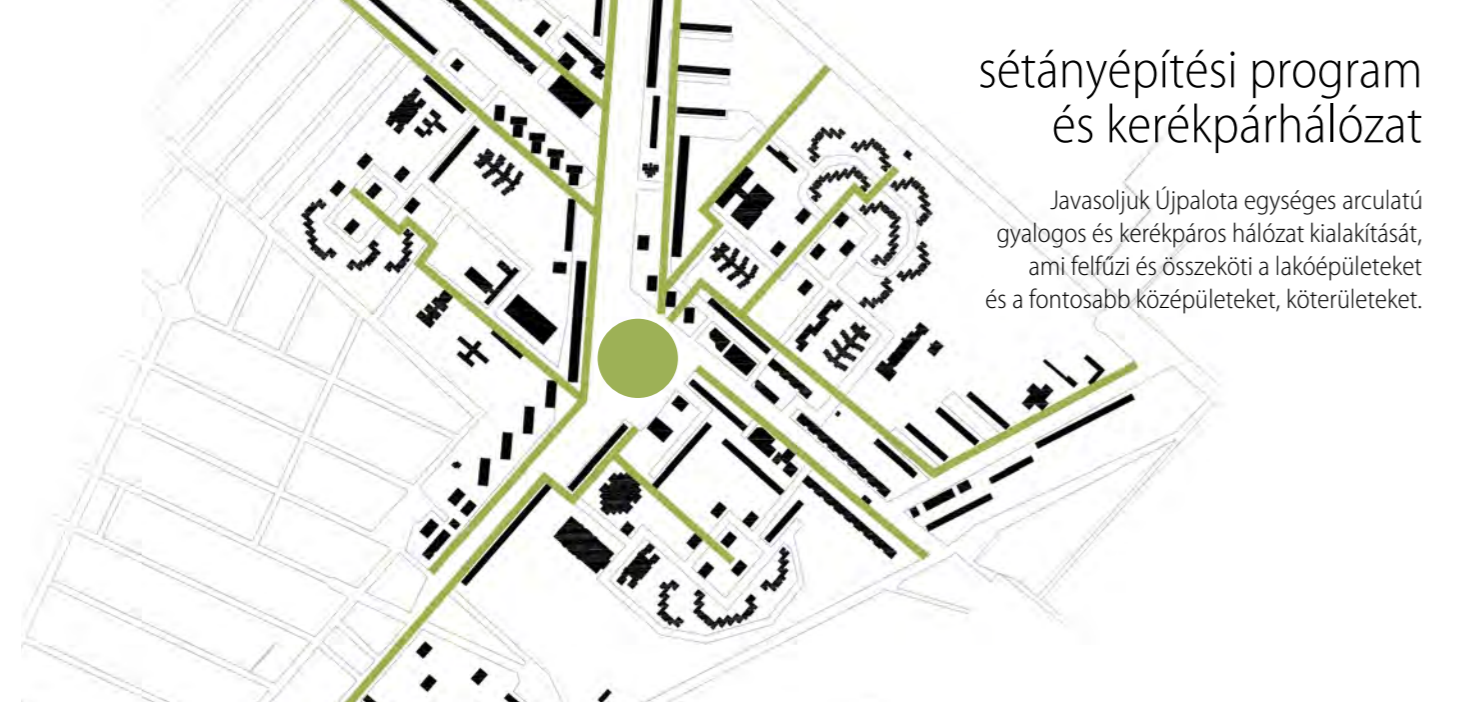 sétányépítési program
és kerékpárhálózat
Javasoljuk Újpalota egységes arculatú
gyalogos és kerékpáros hálózat kialakítását,
ami felfűzi és összeköti a lakóépületeket
és a fontosabb középületeket, köterületeket.